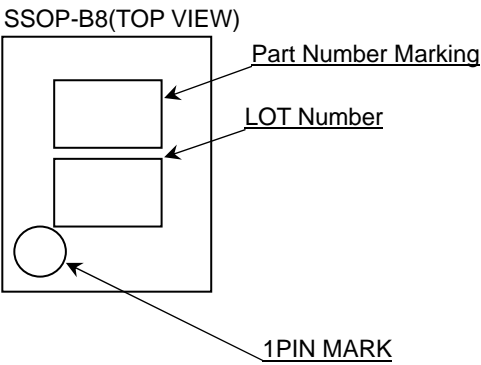 SSOP-B8(TOP VIEW)
Part Number Marking
LOT Number
1PIN MARK